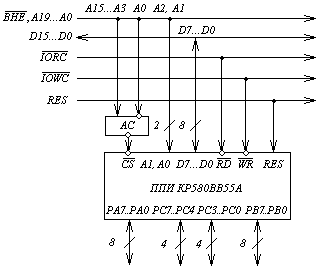 A15...A3 A0 A2, A1
BHE, A19...A0
D15...D0 D7...D0
IORC
IOWC
RES
AC 2 8
CS A1, A0 D7...D0 RD WR RES
ППИ КР580ВВ55А
PA7..PA0 PC7..PC4 PC3..PC0 PB7..PB0
8 4 4 8